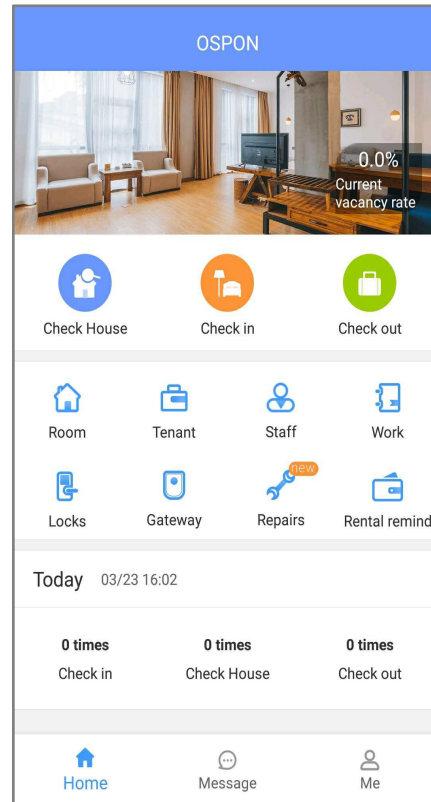 OSPON
0.0%
Current
vacancy rate
Check House
Check in
Check out
Room
Tenant
Staff
Work
new
Locks
Gateway
Repairs
Rental remind
Today 03/23 16:02
0 times
0 times
0 times
Check in
Check House
Check out
Home
Message
Me